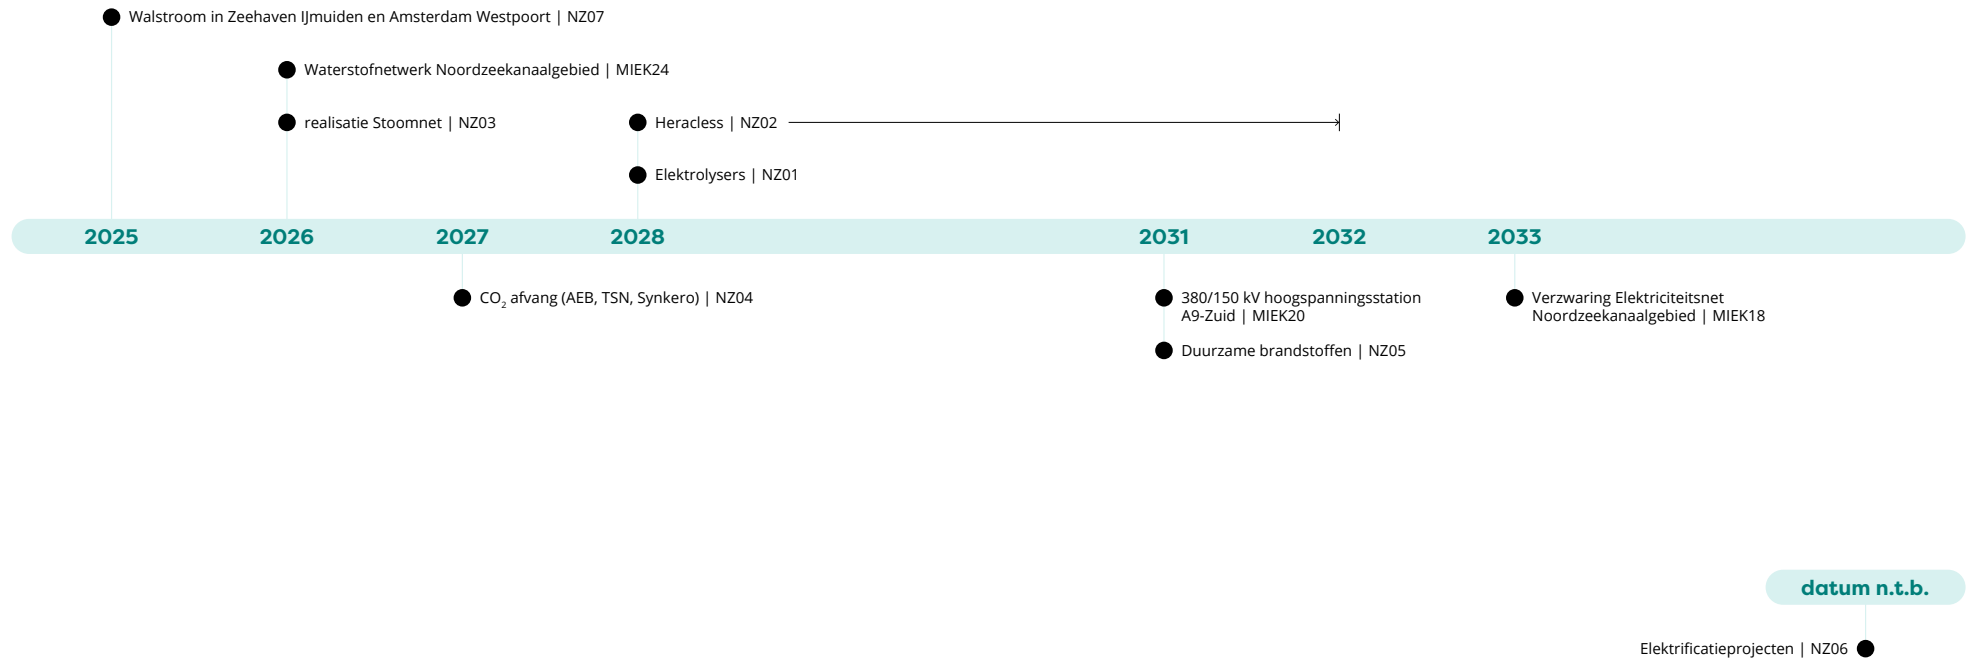 Walstroom in Zeehaven IJmuiden en Amsterdam Westpoort | NZ07
Waterstofnetwerk Noordzeekanaalgebied | MIEK24
realisatie Stoomnet | NZ03
Heracless | NZ02
Elektrolysers | NZ01
2025 2026 2027 2028 2031 2032 2033
CO₂ afvang (AEB, TSN, Synkero) | NZ04
380/150 kV hoogspanningsstation
A9-Zuid | MIEK20
Verzwaring Elektriciteitsnet
Noordzeekanaalgebied | MIEK18
Duurzame brandstoffen | NZ05
datum n.t.b.
Elektrificatieprojecten | NZ06